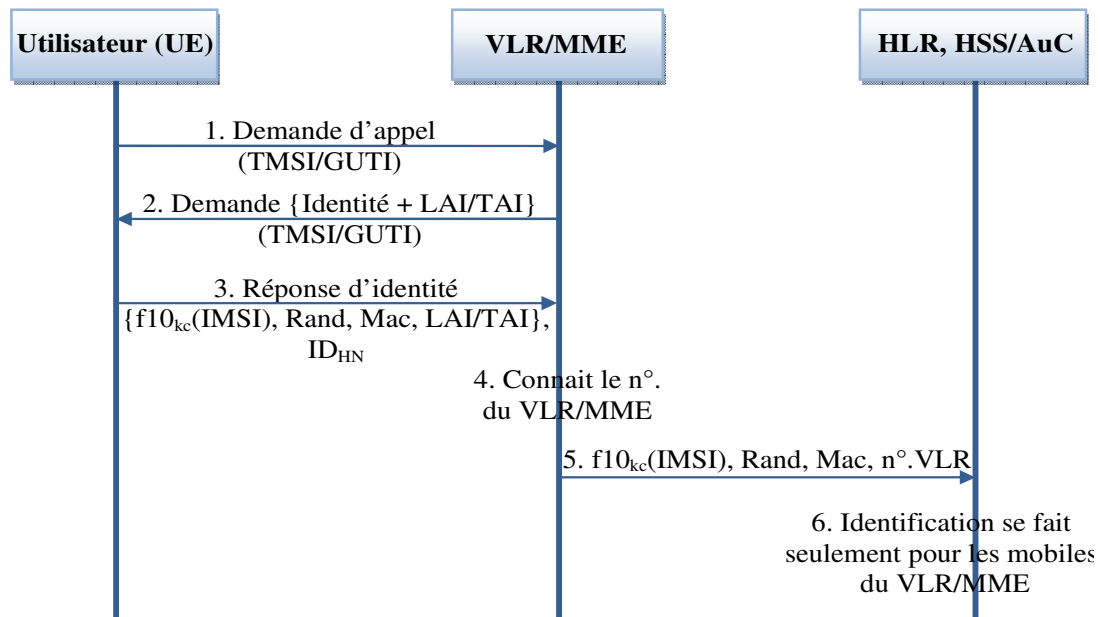 Utilisateur (UE)
VLR/MME
HLR, HSS/AuC
1. Demande d'appel
(TMSI/GUTI)
2. Demande {Identité + LAI/TAI}
(TMSI/GUTI)
3. Réponse d'identité
{f10kc(IMSI), Rand, Mac, LAI/TAI},
IDHN
4. Connait le n°.
du VLR/MME
5. f10kc(IMSI), Rand, Mac, n°.VLR
6. Identification se fait
seulement pour les mobiles
du VLR/MME